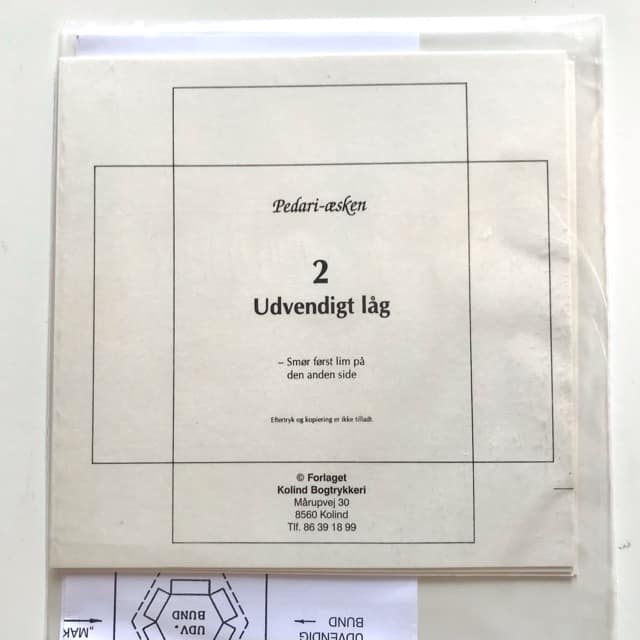 Pedari-æsken
2
Udvendigt låg
– Smør først lim på
den anden side
Eftertryk og kopiering er ikke tilladt.
© Forlaget
Kolind Bogtrykkeri
Mårupvej 30
8560 Kolind
Tlf. 86 39 18 99
„MAK
UDV.
BUND
UDVENDIG
BUND